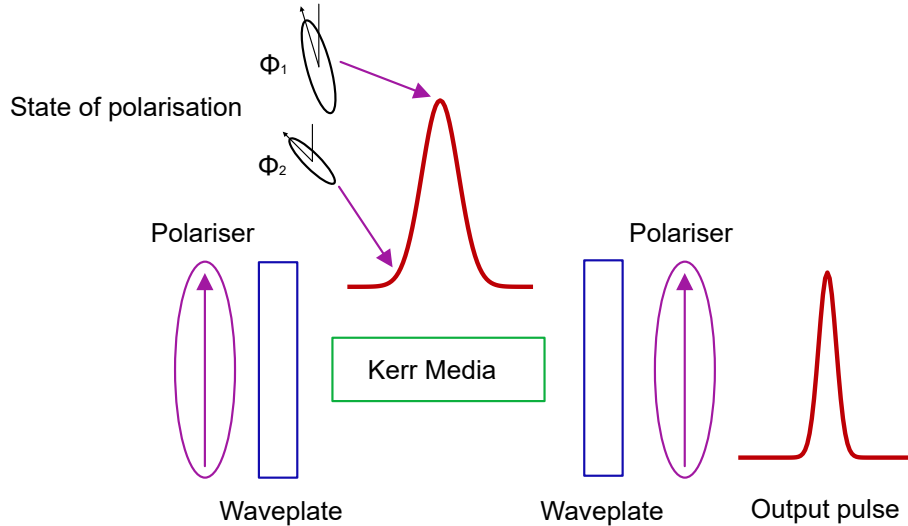 Φ1
State of polarisation
Φ2
Polariser
Polariser
Kerr Media
Waveplate
Waveplate
Output pulse